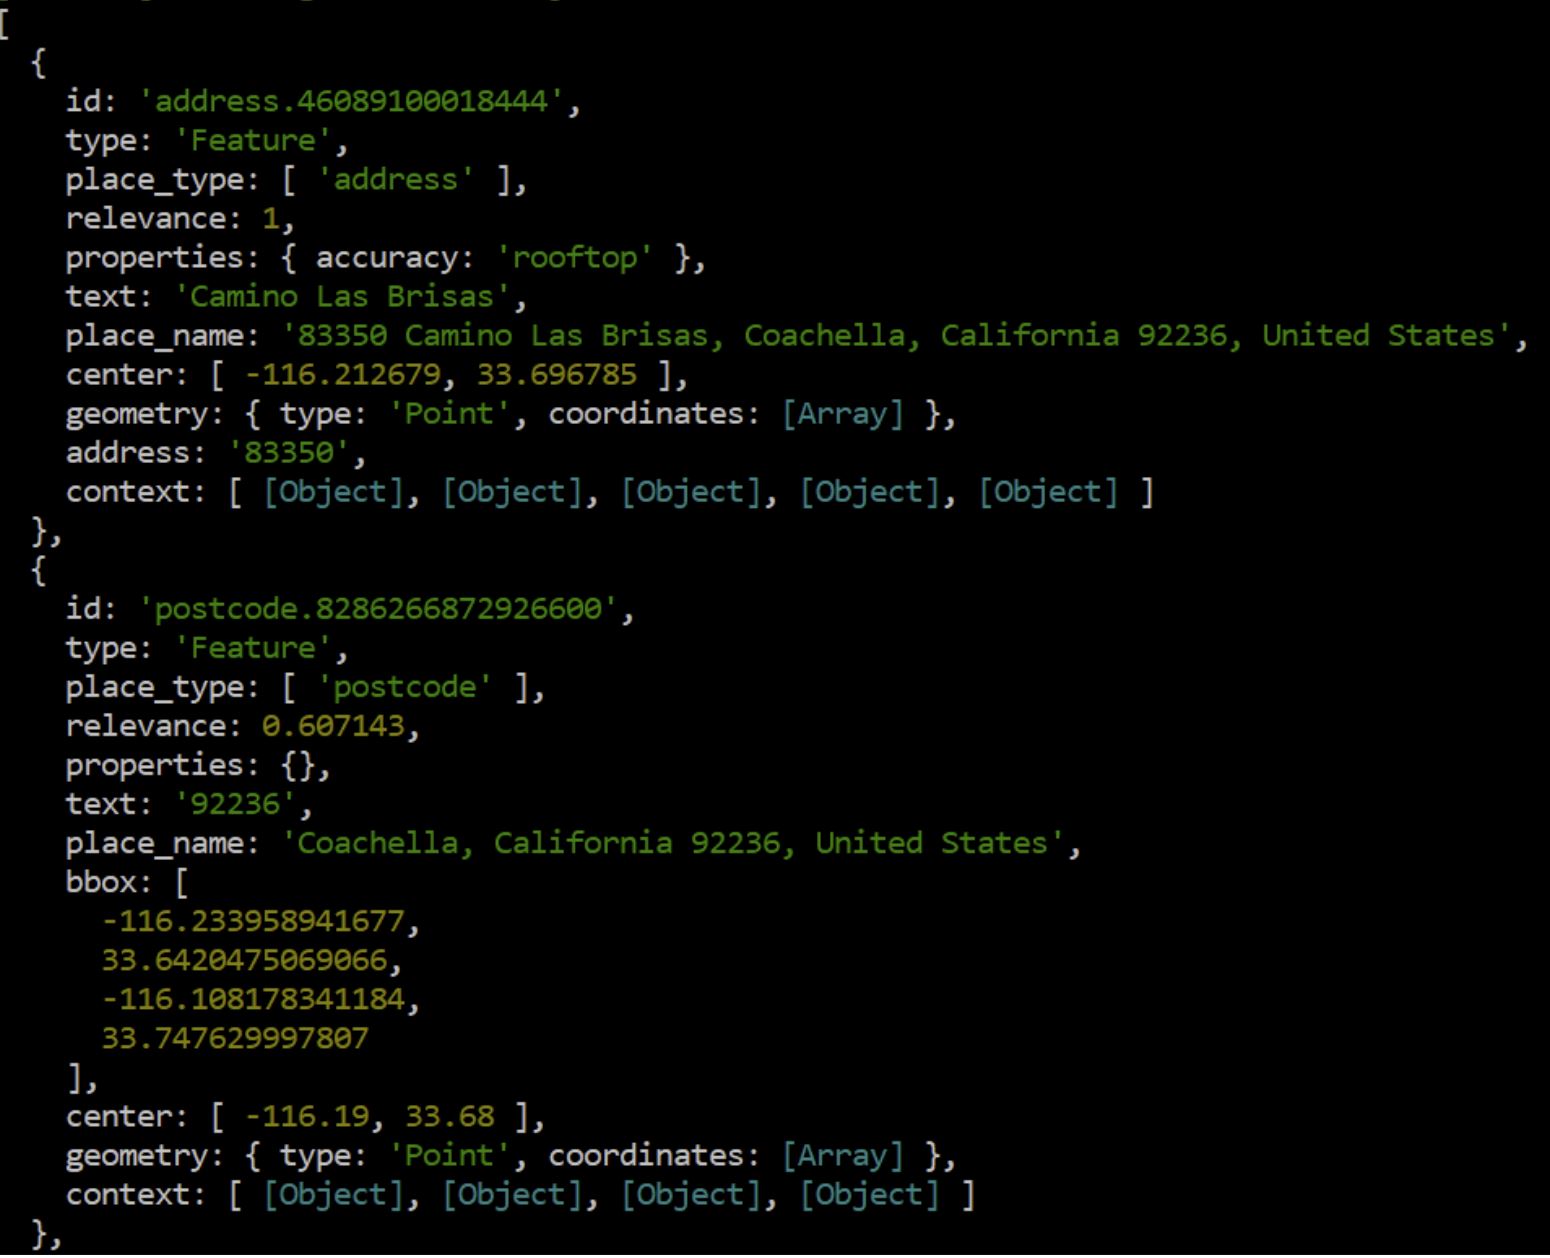 [
{
id: 'address.46089100018444',
type: 'Feature',
place_type: [ 'address' ],
relevance: 1,
properties: { accuracy: 'rooftop' },
text: 'Camino Las Brisas',
place_name: '83350 Camino Las Brisas, Coachella, California 92236, United States',
center: [ -116.212679, 33.696785 ],
geometry: { type: 'Point', coordinates: [Array] },
address: '83350',
context: [ [Object], [Object], [Object], [Object], [Object] ]
},
{
id: 'postcode.8286266872926600',
type: 'Feature',
place_type: [ 'postcode' ],
relevance: 0.607143,
properties: {},
text: '92236',
place_name: 'Coachella, California 92236, United States',
bbox: [
-116.233958941677,
33.6420475069066,
-116.108178341184,
33.747629997807
],
center: [ -116.19, 33.68 ],
geometry: { type: 'Point', coordinates: [Array] },
context: [ [Object], [Object], [Object], [Object] ]
},